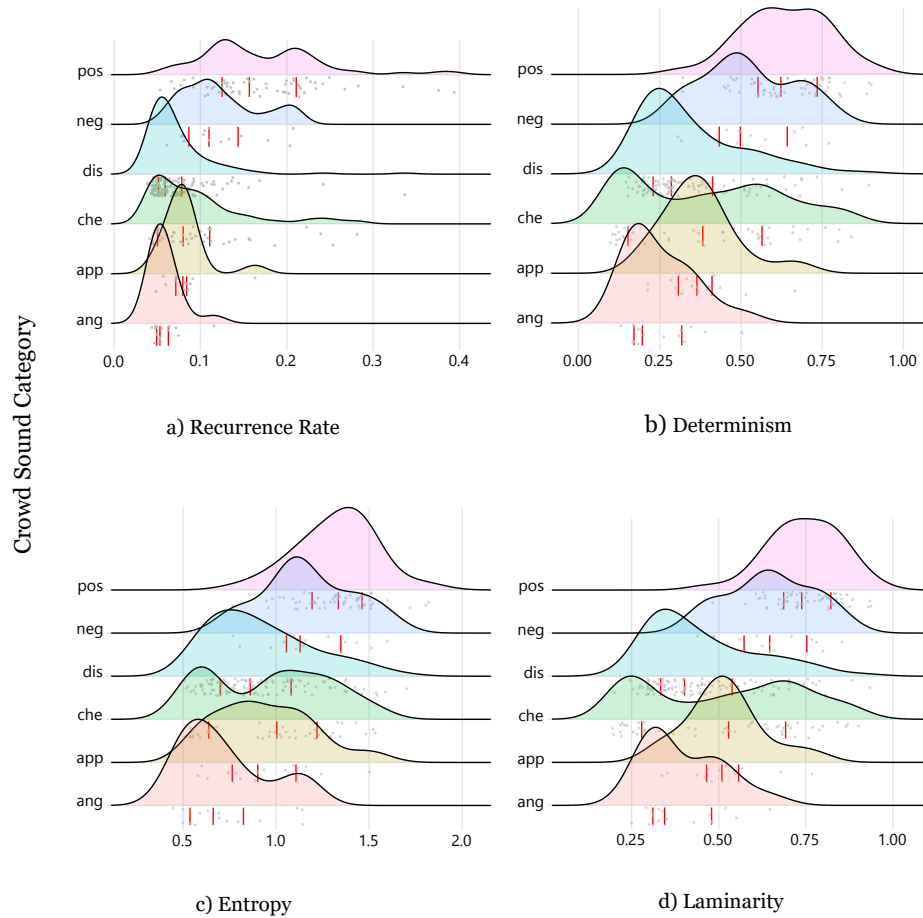 Crowd Sound Category
pos
neg
dis
che
app
ang
0.0 0.1 0.2 0.3 0.4
a) Recurrence Rate
pos
neg
dis
che
app
ang
0.00 0.25 0.50 0.75 1.00
b) Determinism
pos
neg
dis
che
app
ang
0.5 1.0 1.5 2.0
c) Entropy
pos
neg
dis
che
app
ang
0.25 0.50 0.75 1.00
d) Laminarity